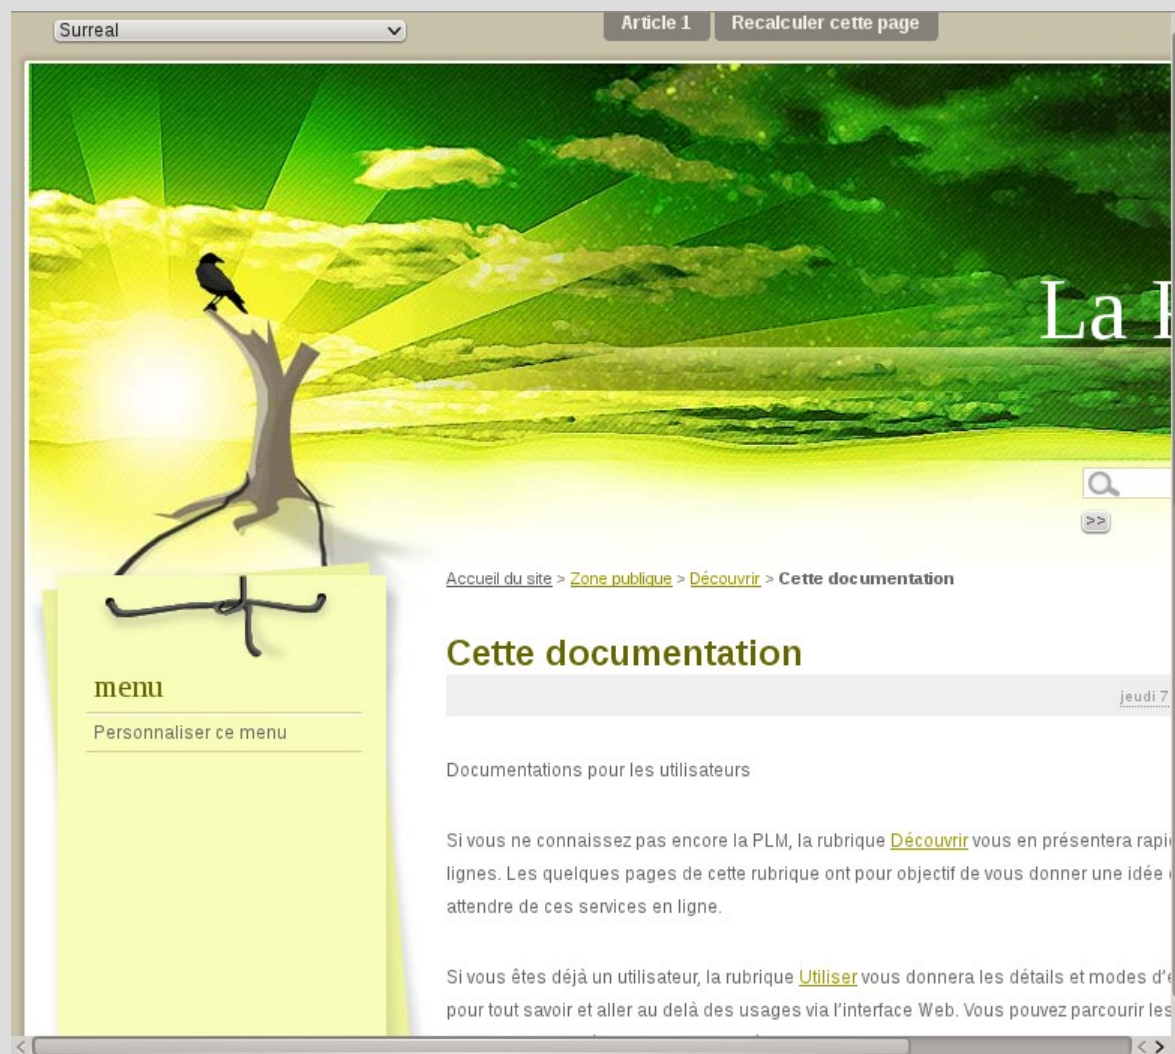 Surreal
Article 1
Recalculer cette page
La
>>
Accueil du site > Zone publique > Découvrir > Cette documentation
Cette documentation
jeudi 7
menu
Personnaliser ce menu
Documentations pour les utilisateurs
Si vous ne connaissez pas encore la PLM, la rubrique Découvrir vous en présentera
lignes. Les quelques pages de cette rubrique ont pour objectif de vous donner une idée
attendre de ces services en ligne.
Si vous êtes déjà un utilisateur, la rubrique Utiliser vous donnera les détails et modes
pour tout savoir et aller au delà des usages via l'interface Web. Vous pouvez parcourir les